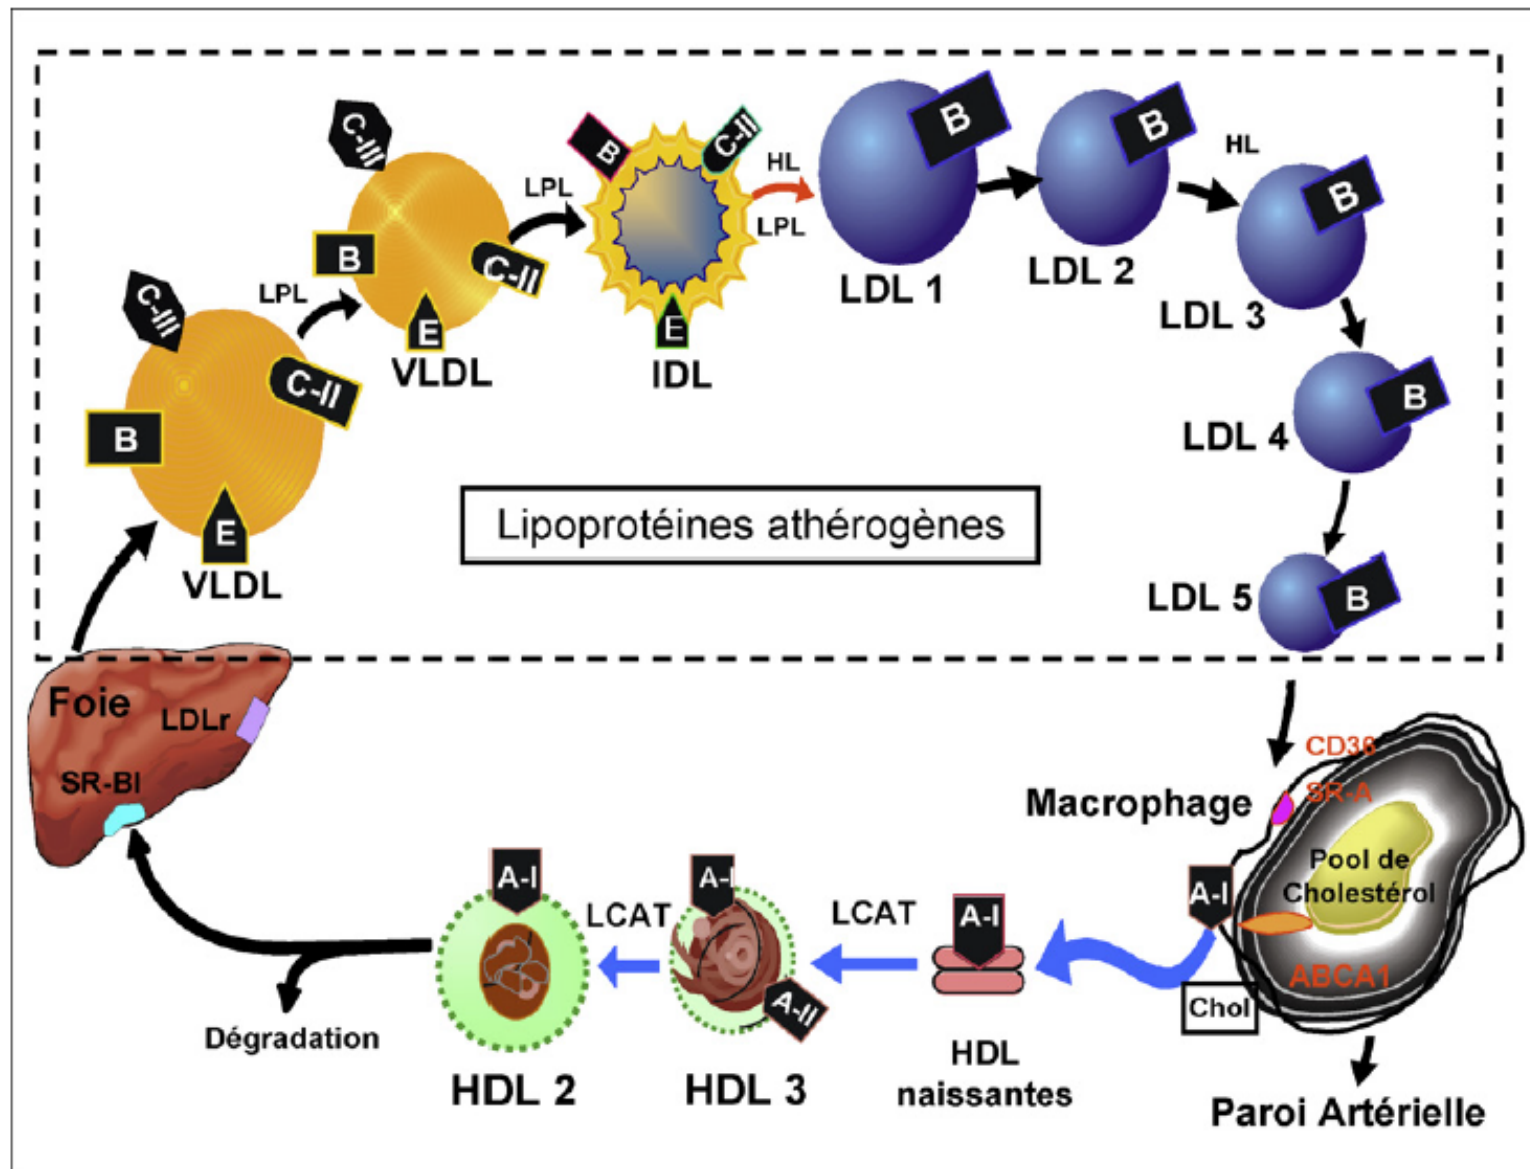 C-III
B
C-II
E
VLDL
LPL
C-III
B
C-II
E
VLDL
LPL
B
C-II
E
IDL
HL
LPL
B
LDL 1
B
LDL 2
HL
B
LDL 3
B
LDL 4
B
LDL 5
Lipoprotéines athérogènes
Foie
LDLr
SR-BI
CD36
SR-A
Macrophage
Pool de
Cholestérol
A-I
ABCA1
Chol
Paroi Artérielle
A-I
HDL
naissantes
LCAT
A-I
A-II
HDL 3
LCAT
A-I
HDL 2
Dégradation